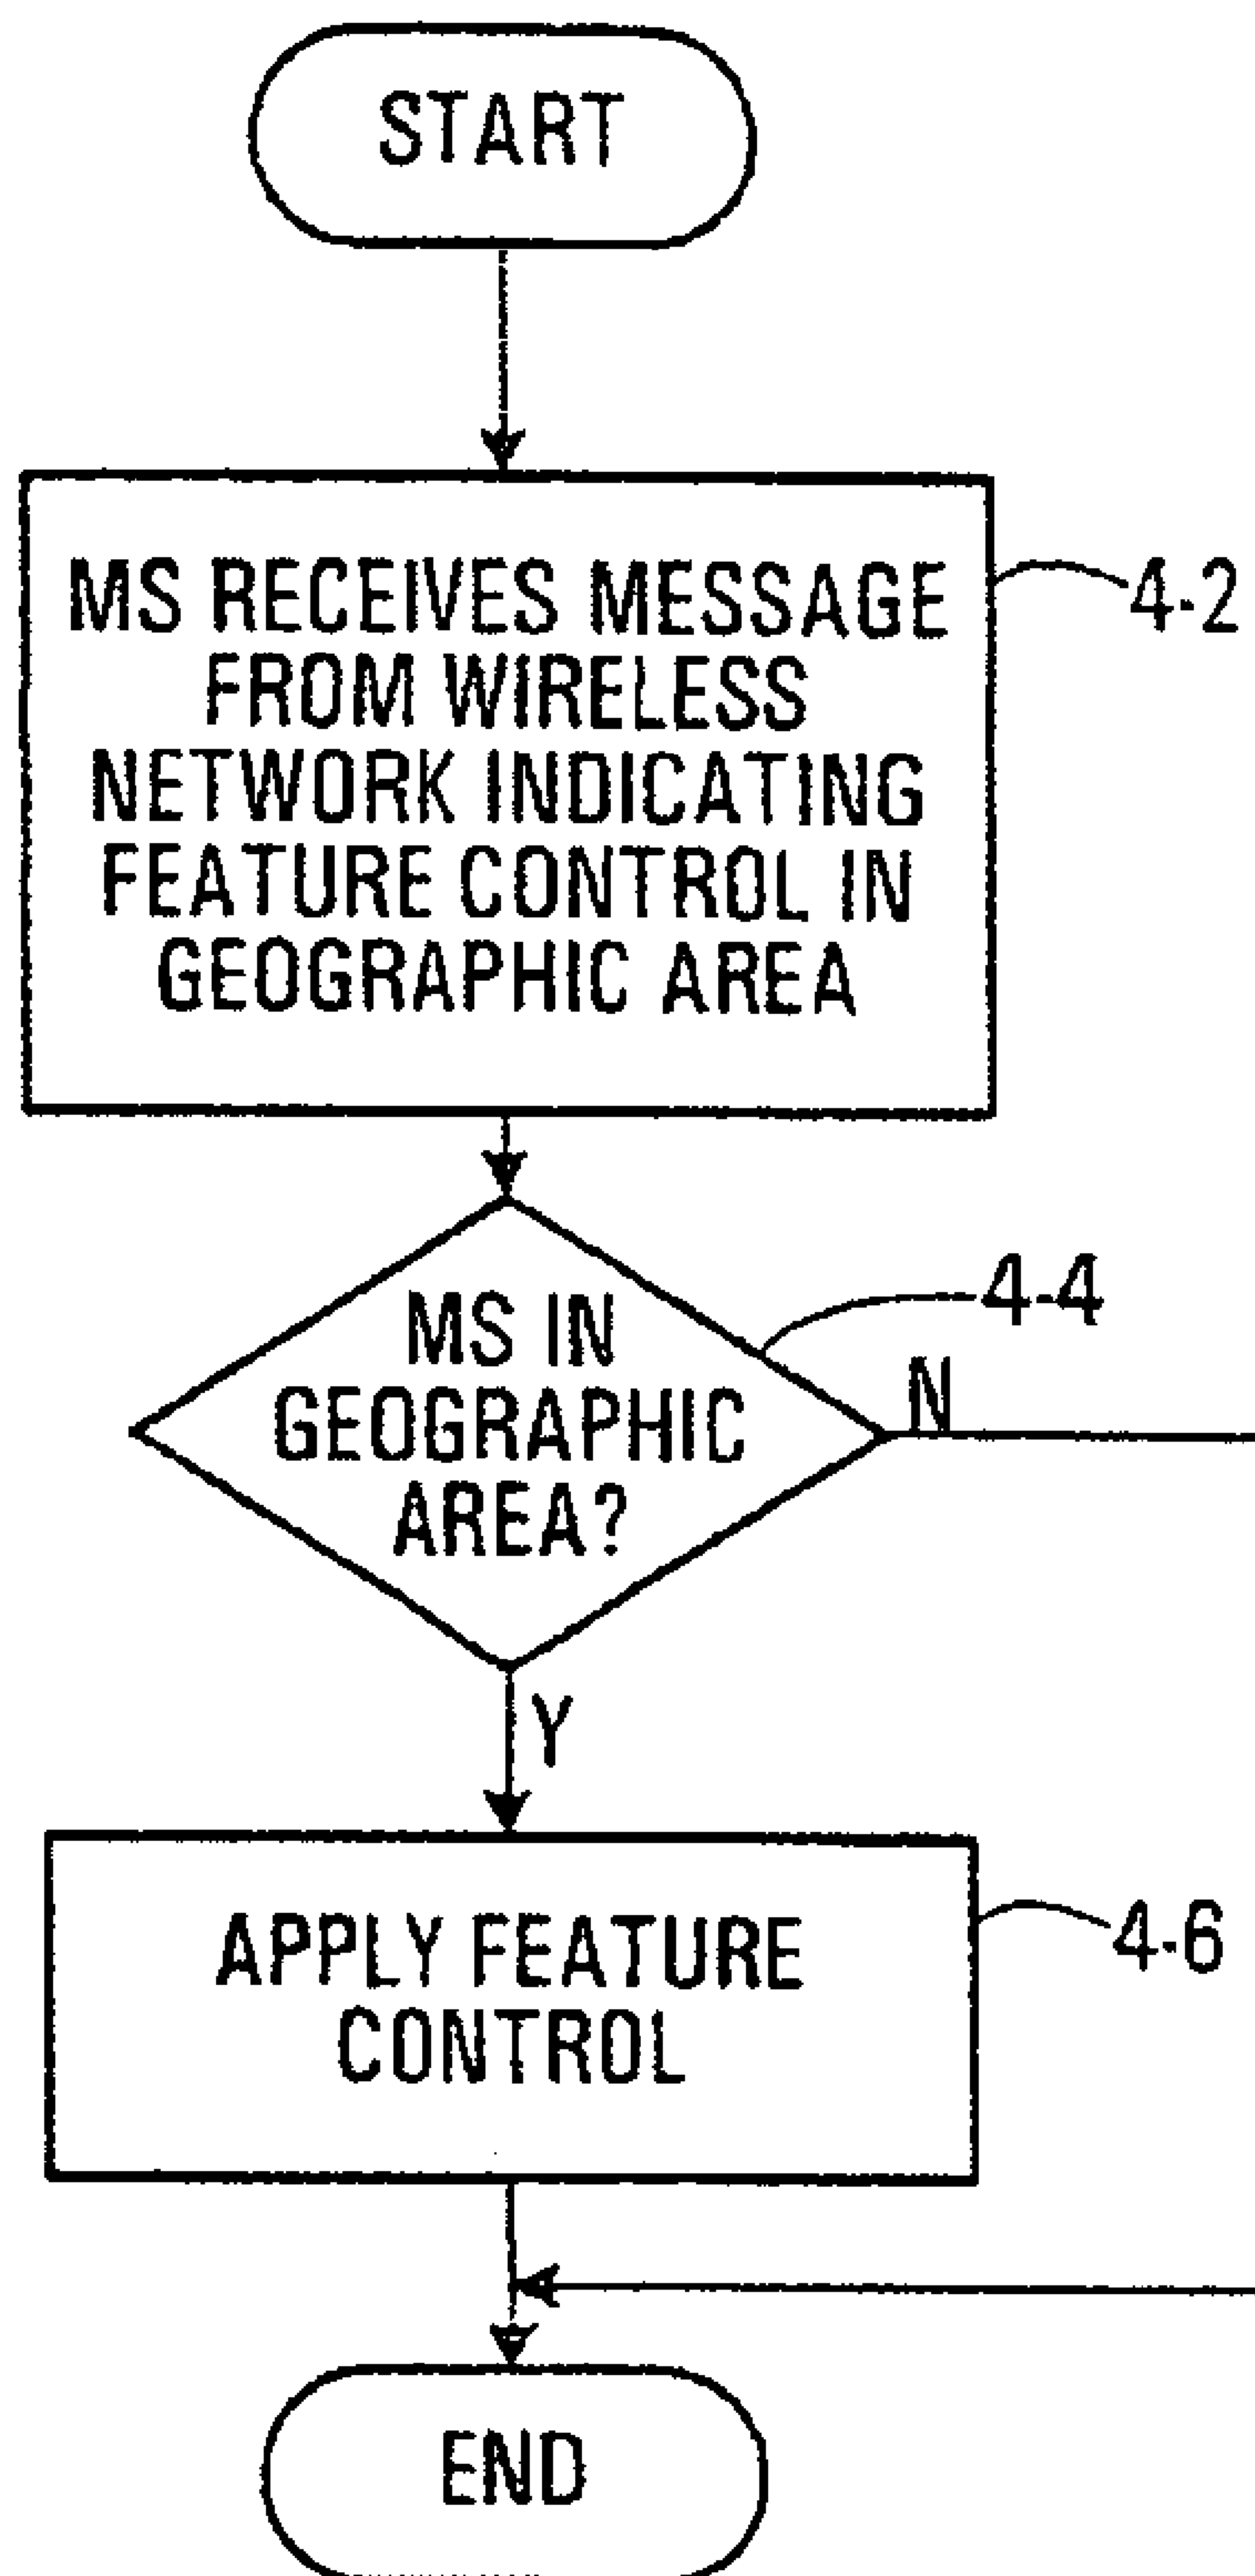 START
MS RECEIVES MESSAGE
FROM WIRELESS
NETWORK INDICATING
FEATURE CONTROL IN
GEOGRAPHIC AREA
4-2
MS IN
GEOGRAPHIC
AREA?
4-4
N
Y
APPLY FEATURE
CONTROL
4-6
END